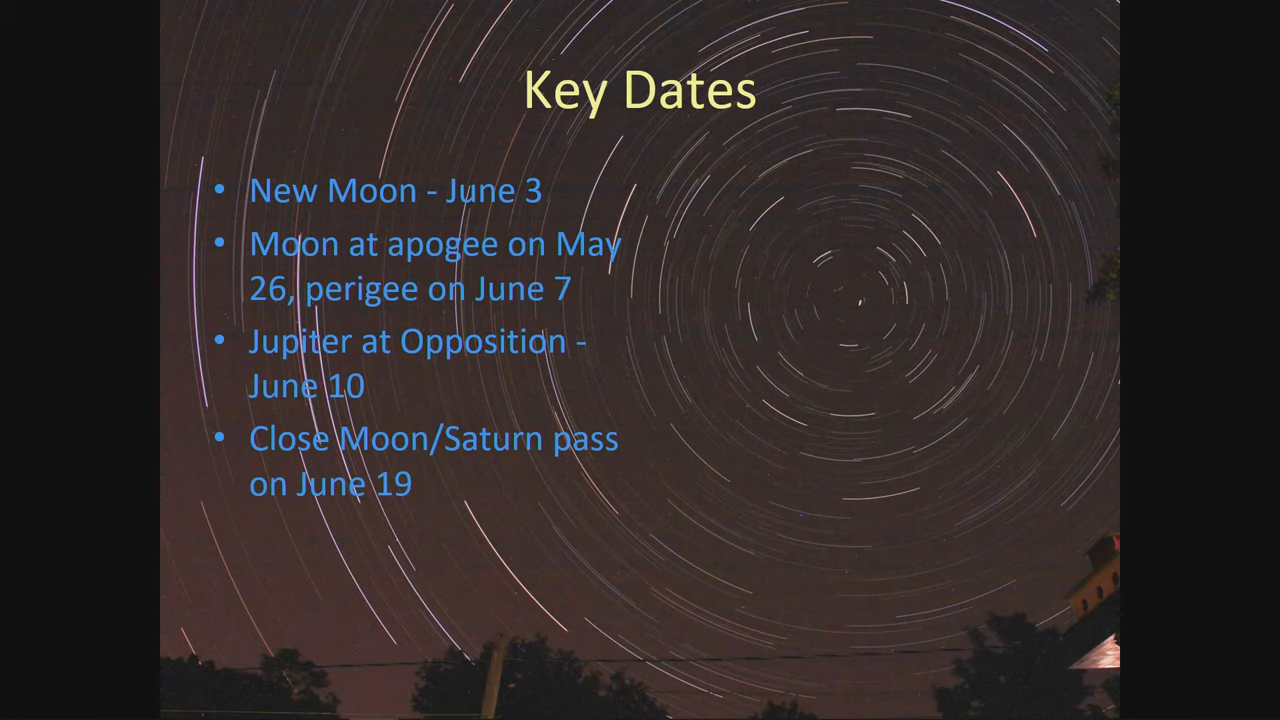 Key Dates
• New Moon - June 3
• Moon at apogee on May
26, perigee on June 7
• Jupiter at Opposition -
June 10
• Close Moon/Saturn pass
on June 19